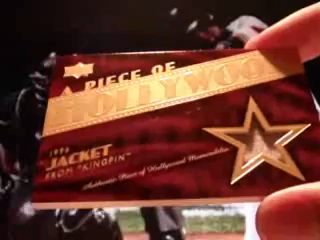 A PIECE OF
HOLLYWOO
1996
JACKET
FROM "KINGPIN"
Authentic Piece of Hollywood Memorabilia